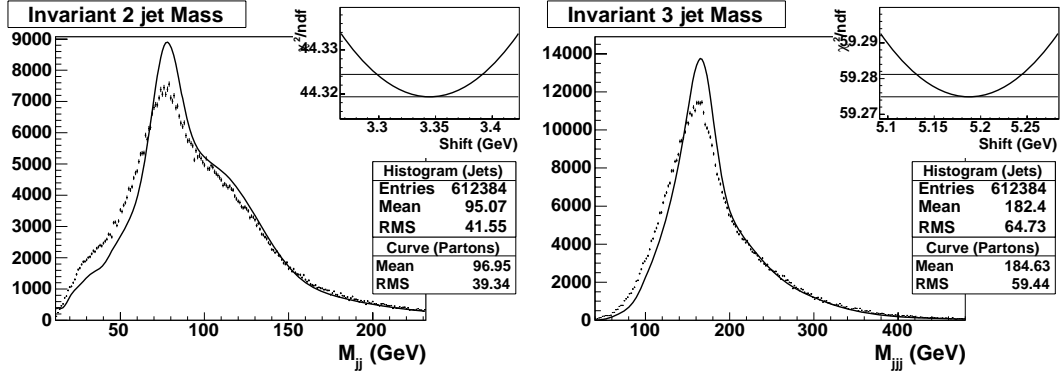 Invariant 2 jet Mass
9000
8000
7000
6000
5000
4000
3000
2000
1000
0
50 100 150 200
M_jj (GeV)
χ²/ndf
44.33
44.32
3.3 3.4
Shift (GeV)
Histogram (Jets)
Entries 612384
Mean 95.07
RMS 41.55
Curve (Partons)
Mean 96.95
RMS 39.34
Invariant 3 jet Mass
14000
12000
10000
8000
6000
4000
2000
0
100 200 300 400
M_jjj (GeV)
χ²/ndf
59.29
59.28
59.27
5.1 5.15 5.2 5.25
Shift (GeV)
Histogram (Jets)
Entries 612384
Mean 182.4
RMS 64.73
Curve (Partons)
Mean 184.63
RMS 59.44